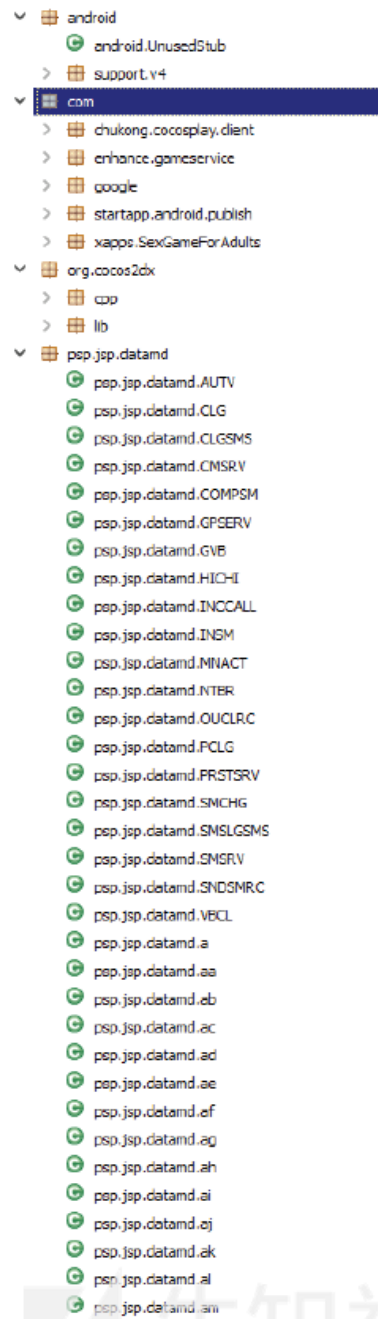 android
android.UnusedStub
support.v4
com
chukong.cocosplay.client
enhance.gameservice
google
startapp.android.publish
xapps.SexGameForAdults
org.cocos2dx
cpp
lib
psp.jsp.datamd
psp.jsp.datamd.AUTV
psp.jsp.datamd.CLG
psp.jsp.datamd.CLGSMS
psp.jsp.datamd.CMSRV
psp.jsp.datamd.COMPSM
psp.jsp.datamd.GPSERV
psp.jsp.datamd.GVB
psp.jsp.datamd.HICHI
psp.jsp.datamd.INCCALL
psp.jsp.datamd.INSM
psp.jsp.datamd.MNACT
psp.jsp.datamd.NTBR
psp.jsp.datamd.OUCLRC
psp.jsp.datamd.PCLG
psp.jsp.datamd.PRSTSRV
psp.jsp.datamd.SMCHG
psp.jsp.datamd.SMSLGSMS
psp.jsp.datamd.SMSRV
psp.jsp.datamd.SNDSMRC
psp.jsp.datamd.VBCL
psp.jsp.datamd.a
psp.jsp.datamd.aa
psp.jsp.datamd.ab
psp.jsp.datamd.ac
psp.jsp.datamd.ad
psp.jsp.datamd.ae
psp.jsp.datamd.af
psp.jsp.datamd.ag
psp.jsp.datamd.ah
psp.jsp.datamd.ai
psp.jsp.datamd.aj
psp.jsp.datamd.ak
psp.jsp.datamd.al
psp.jsp.datamd.am